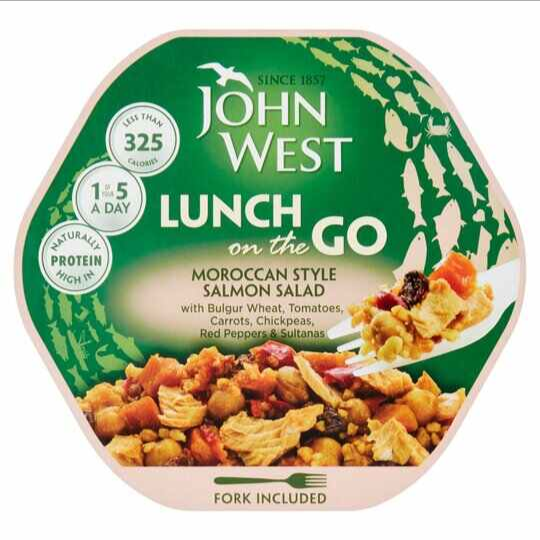 SINCE 1857
JOHN
WEST
LESS THAN
325
CALORIES
1 OF YOUR 5
A DAY
NATURALLY
PROTEIN
HIGH IN
LUNCH
on the GO
MOROCCAN STYLE
SALMON SALAD
with Bulgur Wheat, Tomatoes,
Carrots, Chickpeas,
Red Peppers & Sultanas
FORK INCLUDED